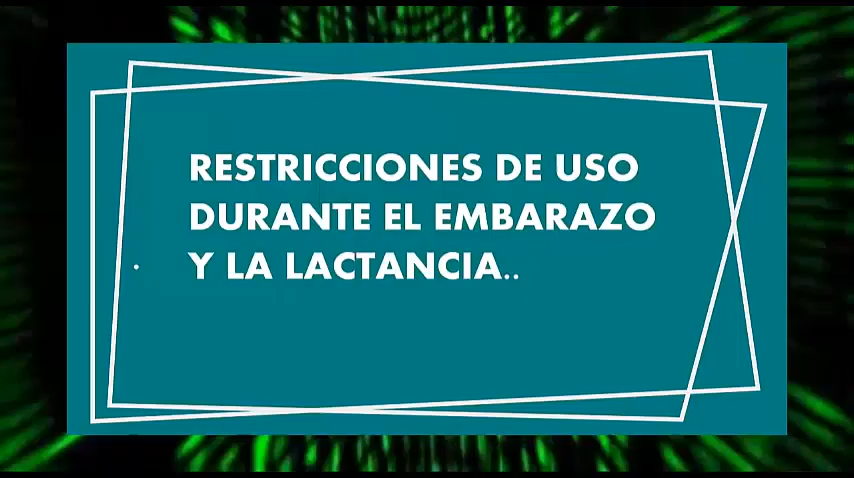 RESTRICCIONES DE USO
DURANTE EL EMBARAZO
Y LA LACTANCIA..